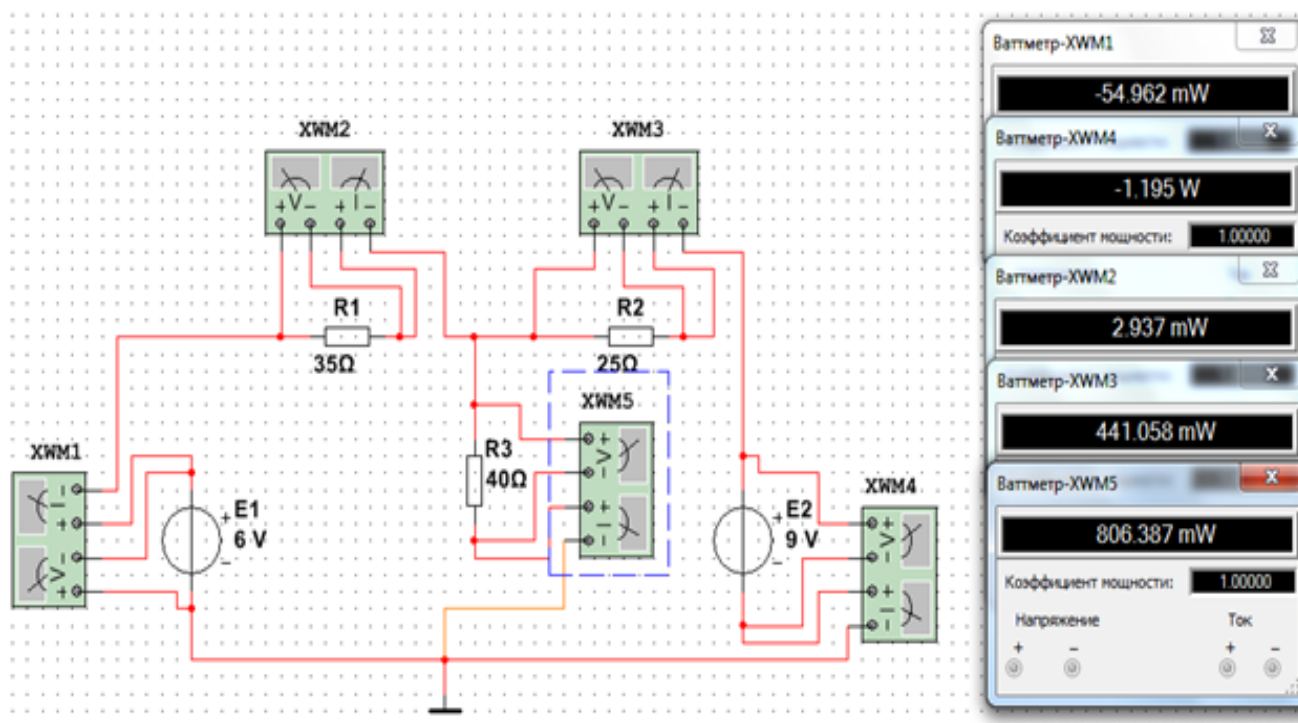 XWM2
XWM3
+V- +I-
+V- +I-
R1
35Ω
R2
25Ω
XWM5
+
V
-
+
I
-
R3
40Ω
XWM1
-
I
+
-
V
+
+
E1
6 V
-
+
E2
9 V
-
XWM4
+
V
-
+
I
-
Ваттметр-XWM1
-54.962 mW
Ваттметр-XWM4
-1.195 W
Коэффициент мощности: 1.00000
Ваттметр-XWM2
2.937 mW
Ваттметр-XWM3
441.058 mW
Ваттметр-XWM5
806.387 mW
Коэффициент мощности: 1.00000
Напряжение Ток
+ - + -